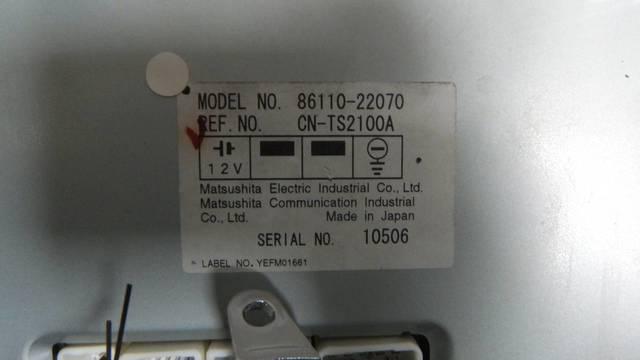 MODEL NO. 86110-22070
REF. NO. CN-TS2100A
12V
Matsushita Electric Industrial Co., Ltd.
Matsushita Communication Industrial
Co., Ltd. Made in Japan
SERIAL NO. 10506
LABEL NO. YEFM01661